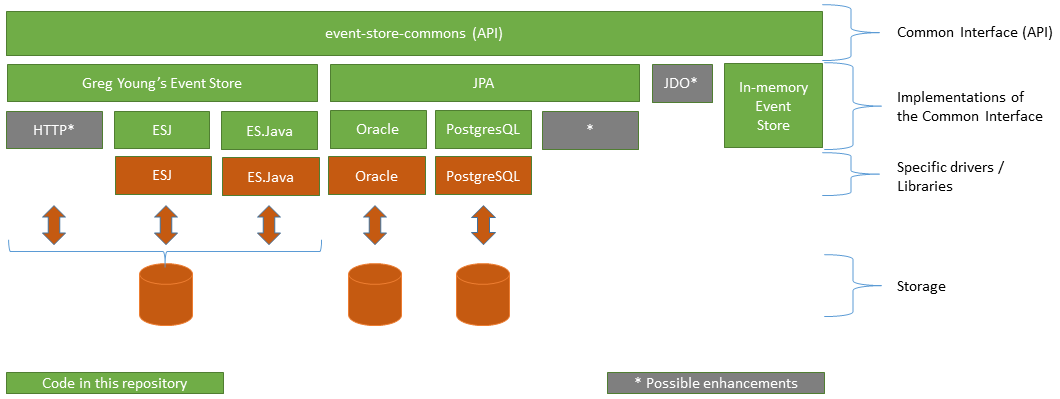 event-store-commons (API)
Common Interface (API)
Greg Young's Event Store
JPA
JDO*
In-memory
Event
Store
HTTP*
ESJ
ES.Java
Oracle
PostgresQL
*
Implementations of
the Common Interface
ESJ
ES.Java
Oracle
PostgreSQL
Specific drivers /
Libraries
Storage
Code in this repository
* Possible enhancements